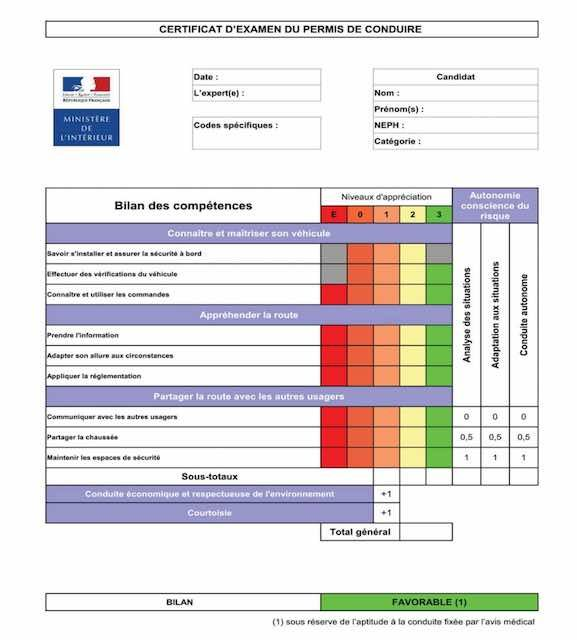 CERTIFICAT D'EXAMEN DU PERMIS DE CONDUIRE
RÉPUBLIQUE FRANÇAISE
MINISTÈRE
DE
L'INTÉRIEUR
Date :
L'expert(e) :
Codes spécifiques :
Candidat
Nom :
Prénom(s) :
NEPH :
Catégorie :
Bilan des compétences
Niveaux d'appréciation
E 0 1 2 3
Autonomie
conscience du
risque
Connaître et maîtriser son véhicule
Savoir s'installer et assurer la sécurité à bord
Effectuer des vérifications du véhicule
Connaître et utiliser les commandes
Appréhender la route
Prendre l'information
Adapter son allure aux circonstances
Appliquer la réglementation
Analyse des situations
Adaptation aux situations
Conduite autonome
Partager la route avec les autres usagers
Communiquer avec les autres usagers 0 0 0
Partager la chaussée 0,5 0,5 0,5
Maintenir les espaces de sécurité 1 1 1
Sous-totaux
Conduite économique et respectueuse de l'environnement +1
Courtoisie +1
Total général
BILAN FAVORABLE (1)
(1) sous réserve de l'aptitude à la conduite fixée par l'avis médical